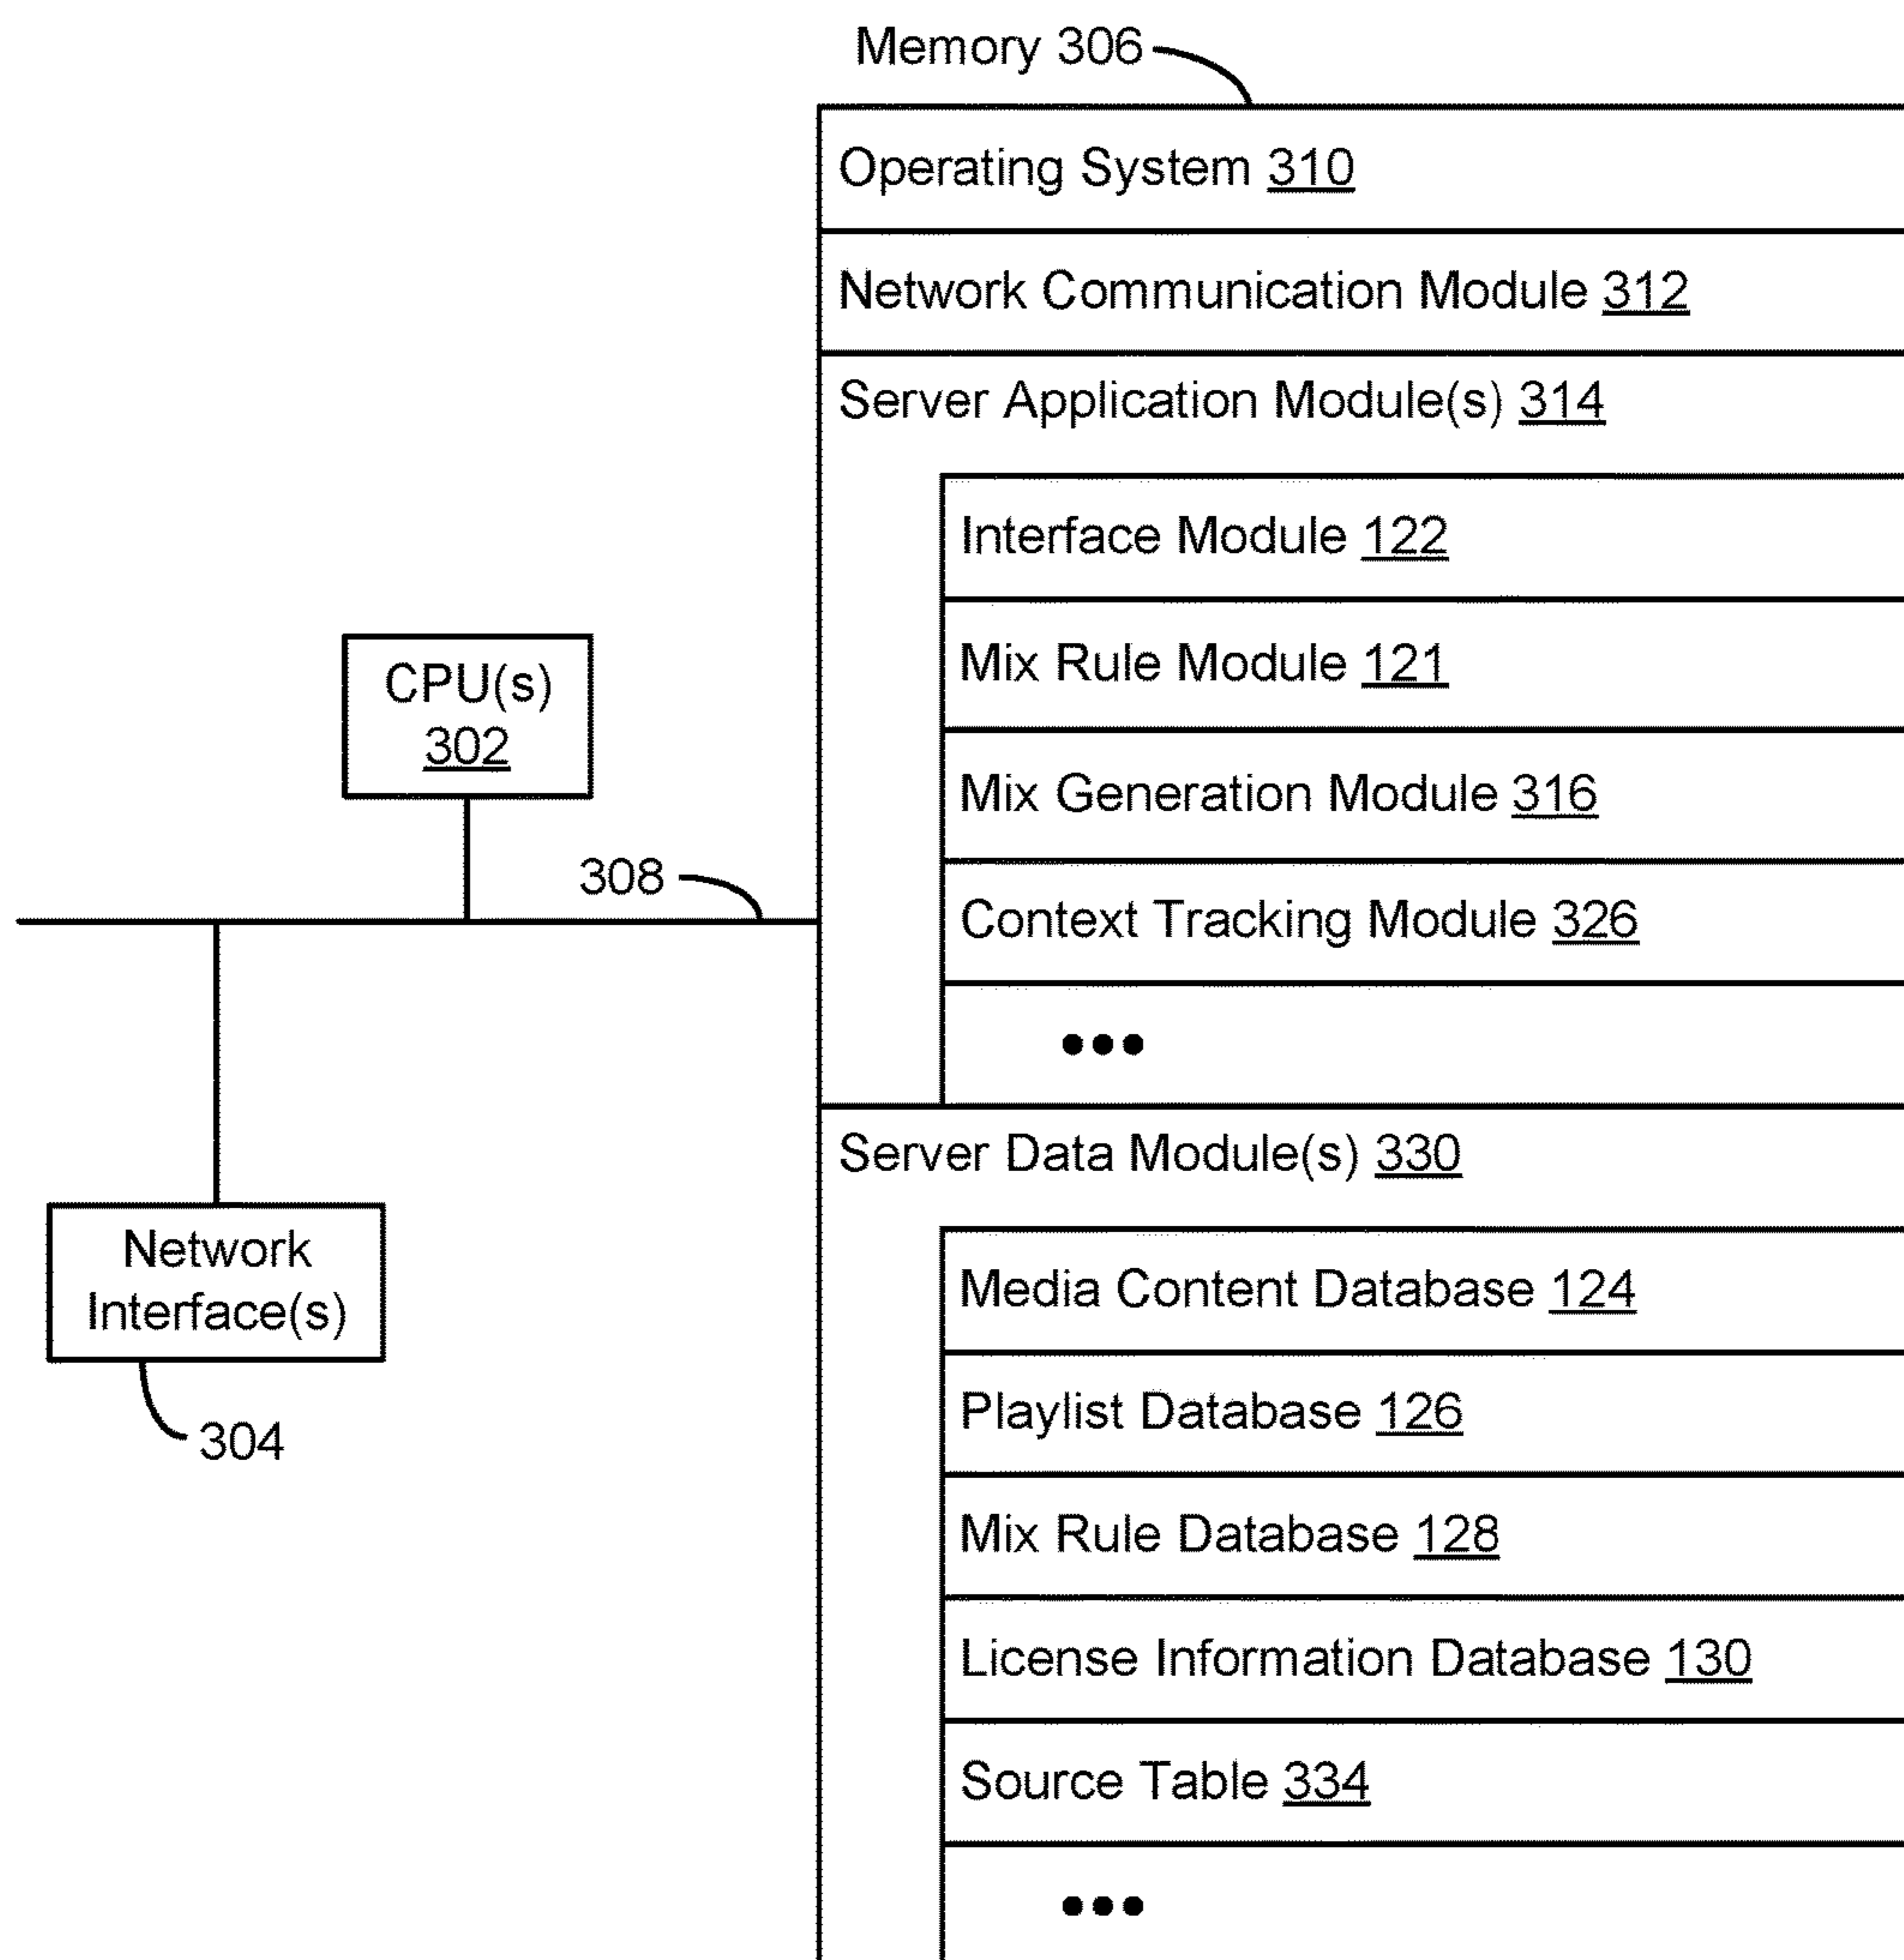 Memory 306
Operating System 310
Network Communication Module 312
Server Application Module(s) 314
Interface Module 122
Mix Rule Module 121
Mix Generation Module 316
Context Tracking Module 326
•••
CPU(s)
302
308
Network
Interface(s)
304
Server Data Module(s) 330
Media Content Database 124
Playlist Database 126
Mix Rule Database 128
License Information Database 130
Source Table 334
•••